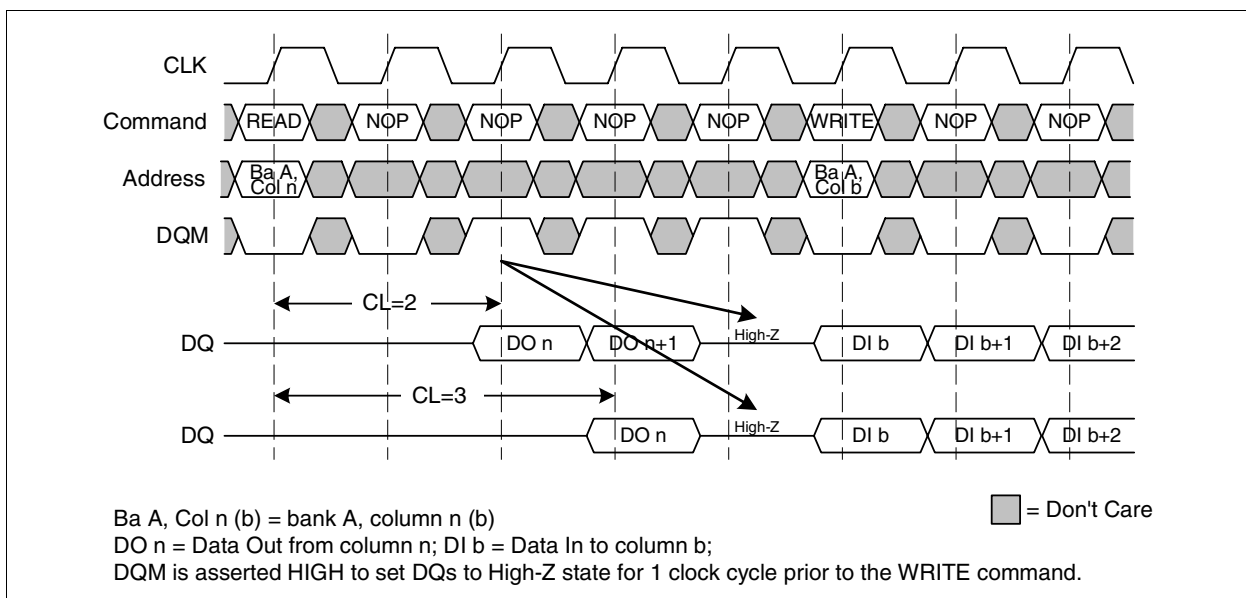 CLK
Command READ NOP NOP NOP NOP WRITE NOP NOP
Address Ba A, Col n Ba A, Col b
DQM
CL=2
DQ DO n DO n+1 High-Z DI b DI b+1 DI b+2
CL=3
DQ DO n High-Z DI b DI b+1 DI b+2
Ba A, Col n (b) = bank A, column n (b)
= Don't Care
DO n = Data Out from column n; DI b = Data In to column b;
DQM is asserted HIGH to set DQs to High-Z state for 1 clock cycle prior to the WRITE command.